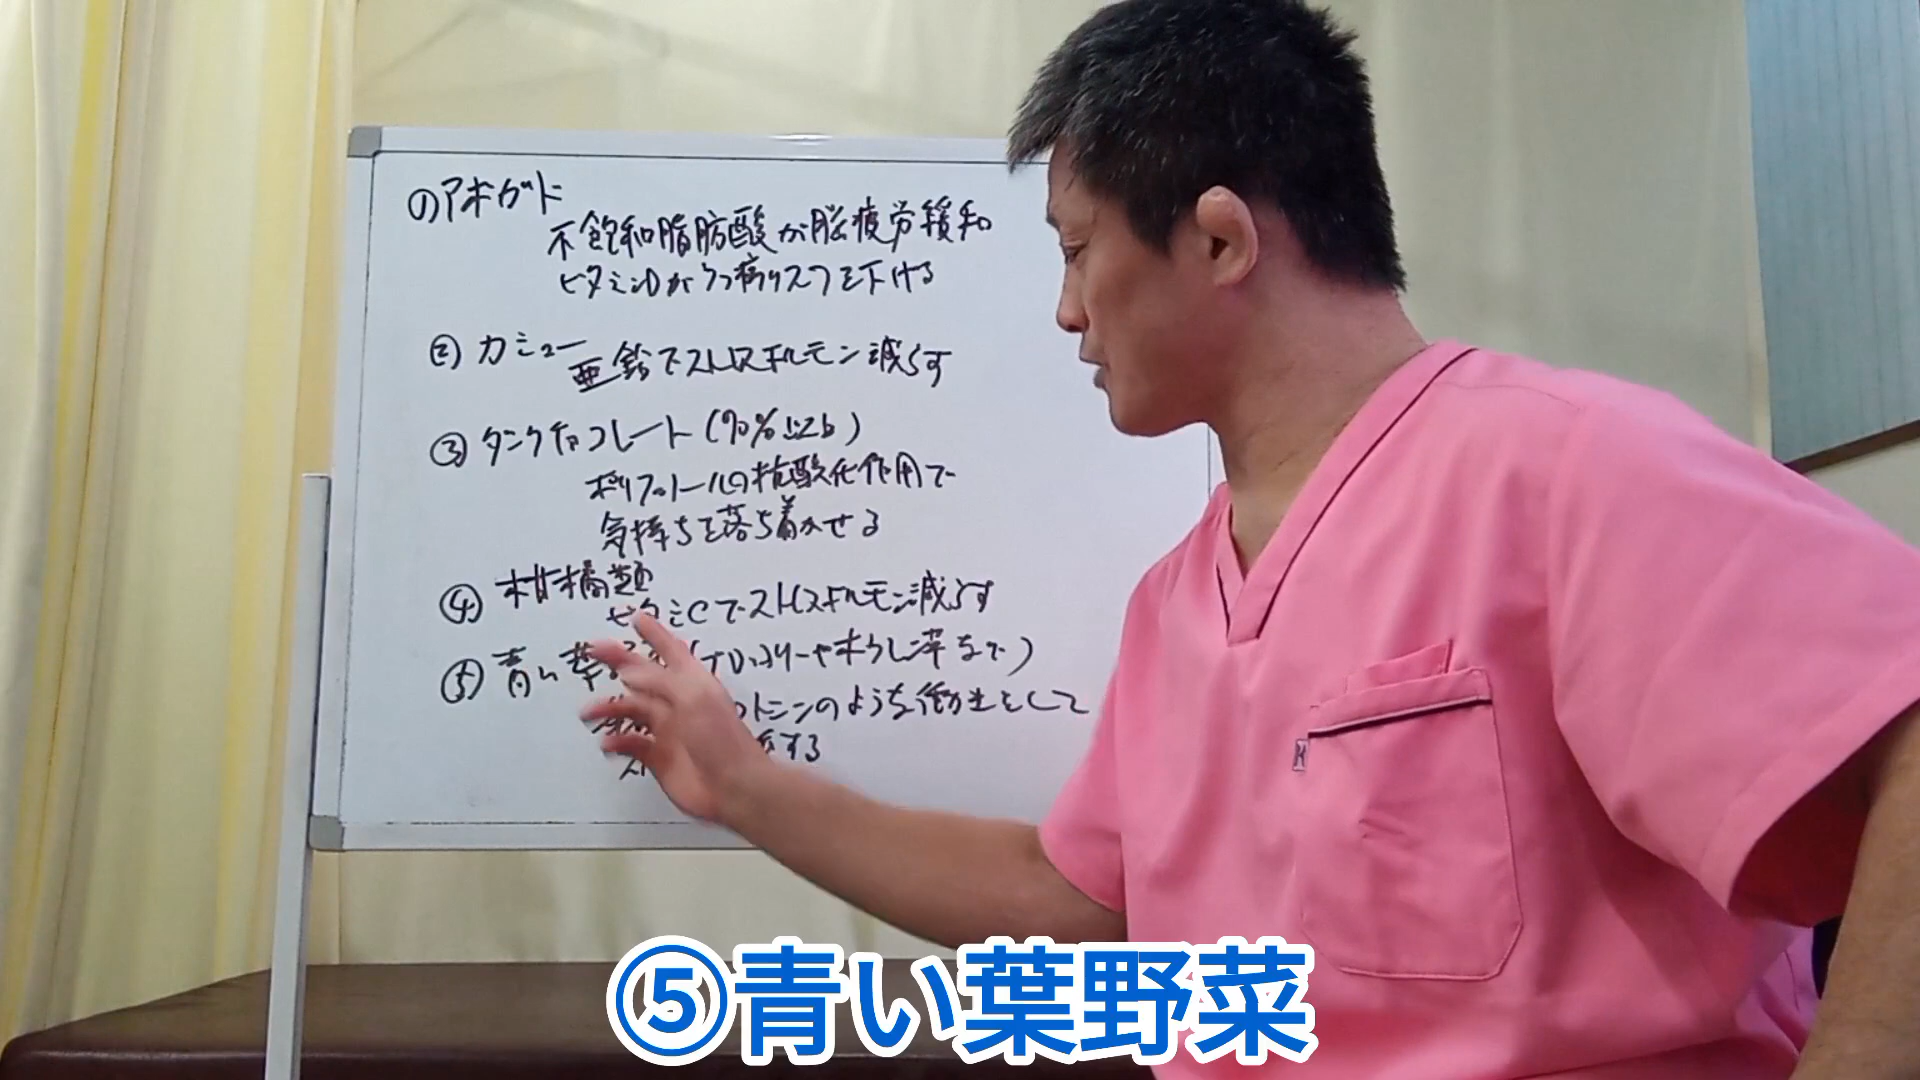 ①アボガド
不飽和脂肪酸が脳疲労緩和
ビタミンDがうつ病リスクを下げる
②カシュー
亜鉛でストレスホルモン減らす
③ダークチョコレート(70%以上)
ポリフェノールの抗酸化作用で
気持ちを落ち着かせる
④柑橘類
ビタミCでストレスホルモン減らす
⑤青い葉 (ブロッコリーやホウレン草など)
トニンのような働きをして
する
⑤青い葉野菜